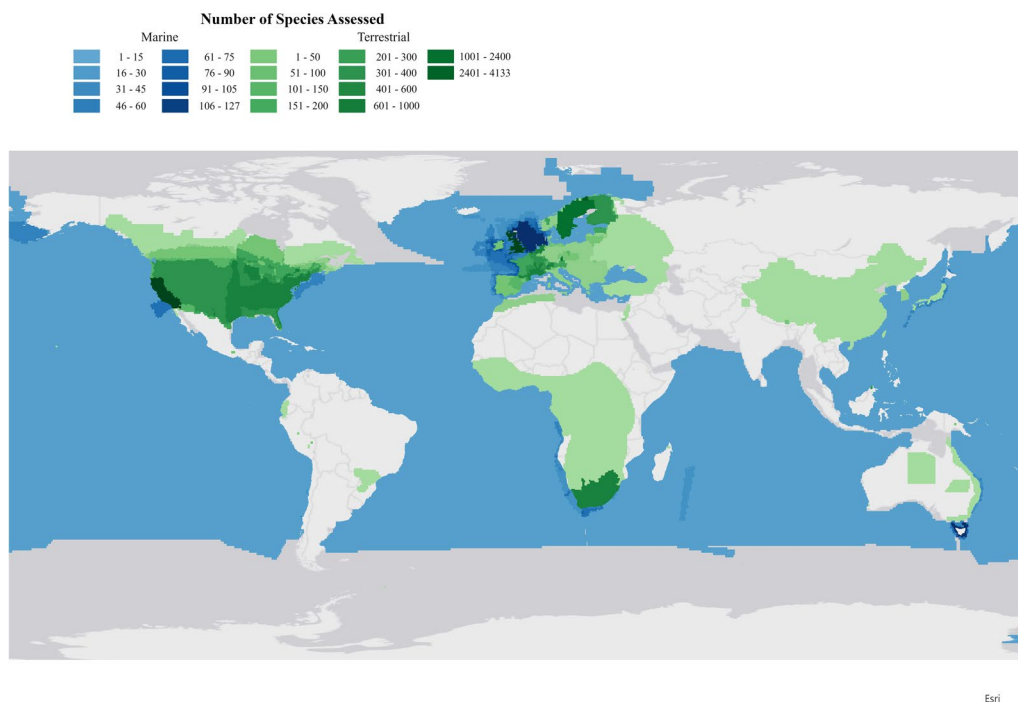 Number of Species Assessed
Marine Terrestrial
1 - 15 61 - 75 1 - 50 201 - 300 1001 - 2400
16 - 30 76 - 90 51 - 100 301 - 400 2401 - 4133
31 - 45 91 - 105 101 - 150 401 - 600
46 - 60 106 - 127 151 - 200 601 - 1000
Esri